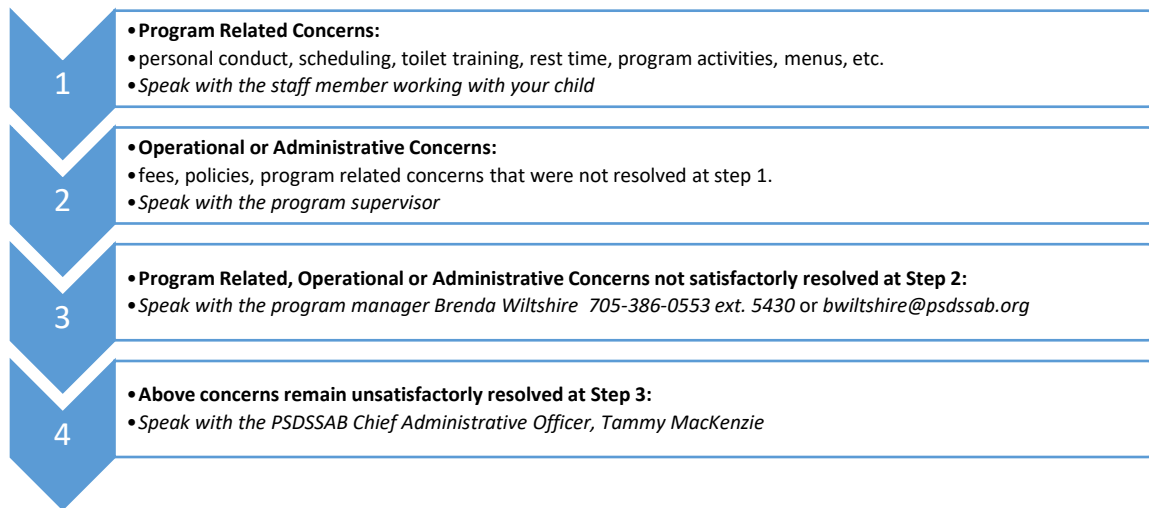 1
•Program Related Concerns:
•personal conduct, scheduling, toilet training, rest time, program activities, menus, etc.
•Speak with the staff member working with your child
2
•Operational or Administrative Concerns:
•fees, policies, program related concerns that were not resolved at step 1.
•Speak with the program supervisor
3
•Program Related, Operational or Administrative Concerns not satisfactorily resolved at Step 2:
•Speak with the program manager Brenda Wiltshire  705-386-0553 ext. 5430 or bwiltshire@psdssab.org
4
•Above concerns remain unsatisfactorily resolved at Step 3:
•Speak with the PSDSSAB Chief Administrative Officer, Tammy MacKenzie